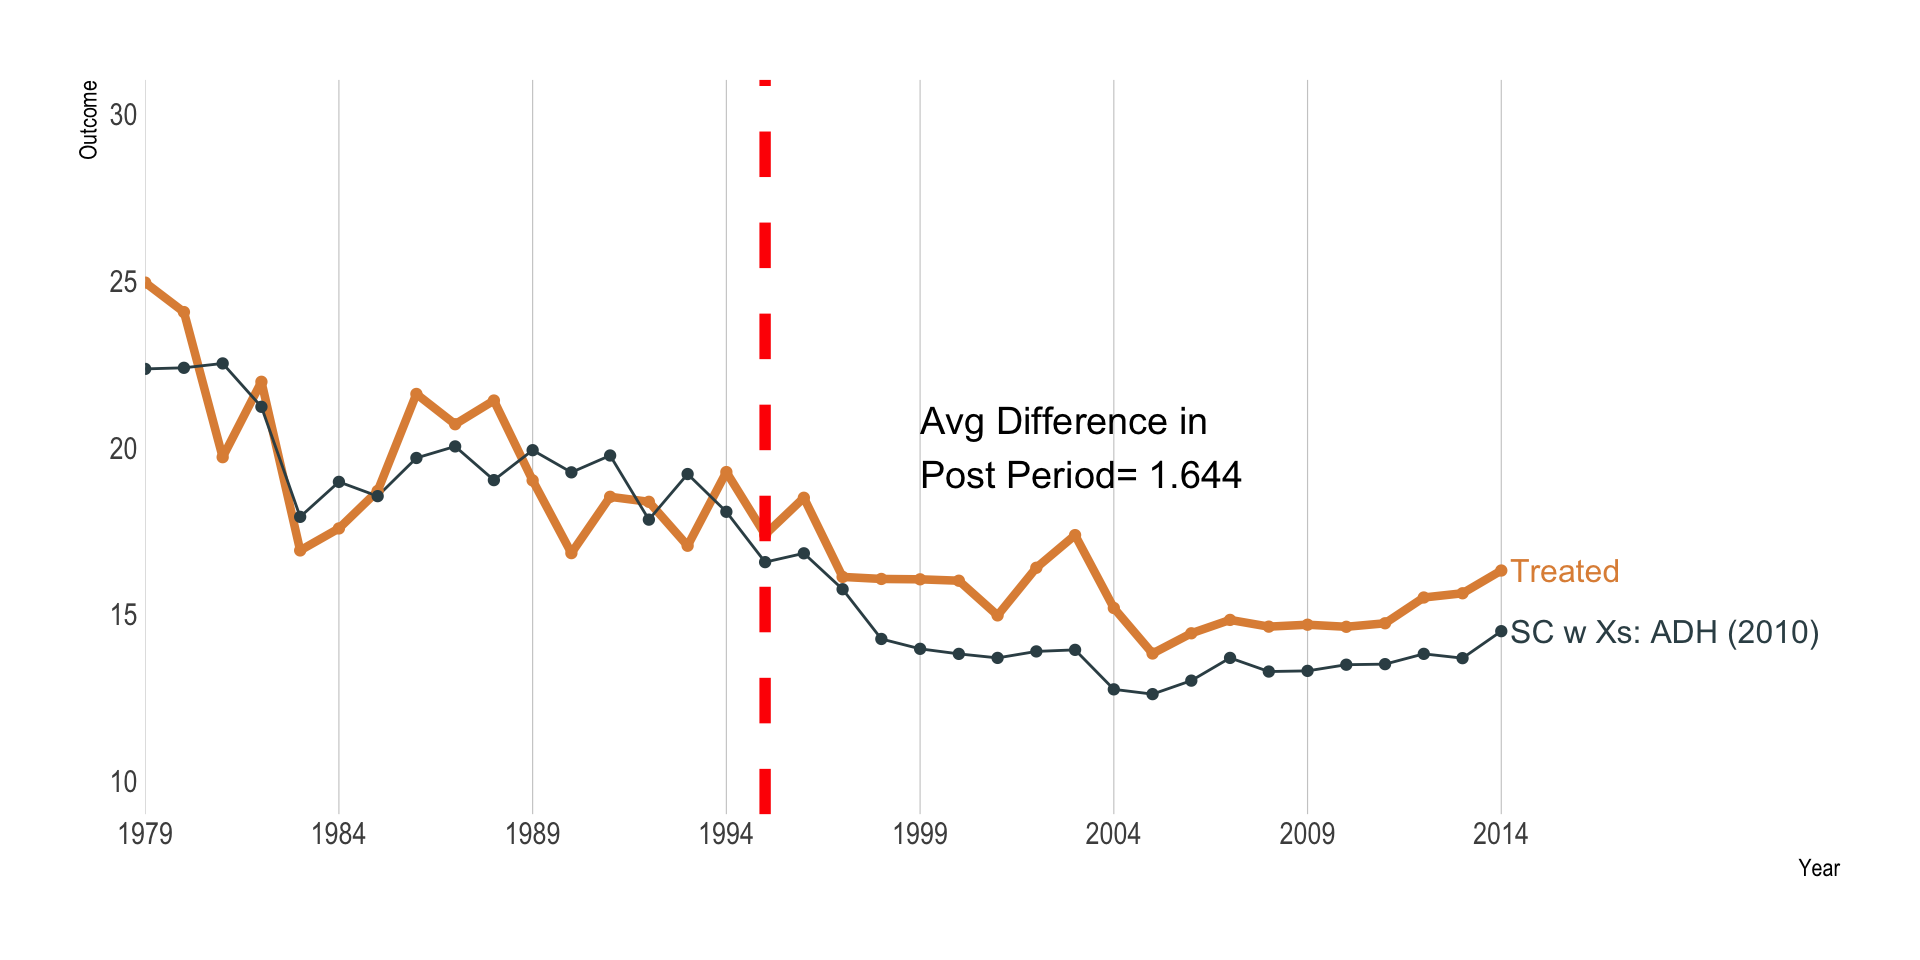 Outcome
30
25
20
15
10
Avg Difference in
Post Period= 1.644
Treated
SC w Xs: ADH (2010)
1979 1984 1989 1994 1999 2004 2009 2014
Year